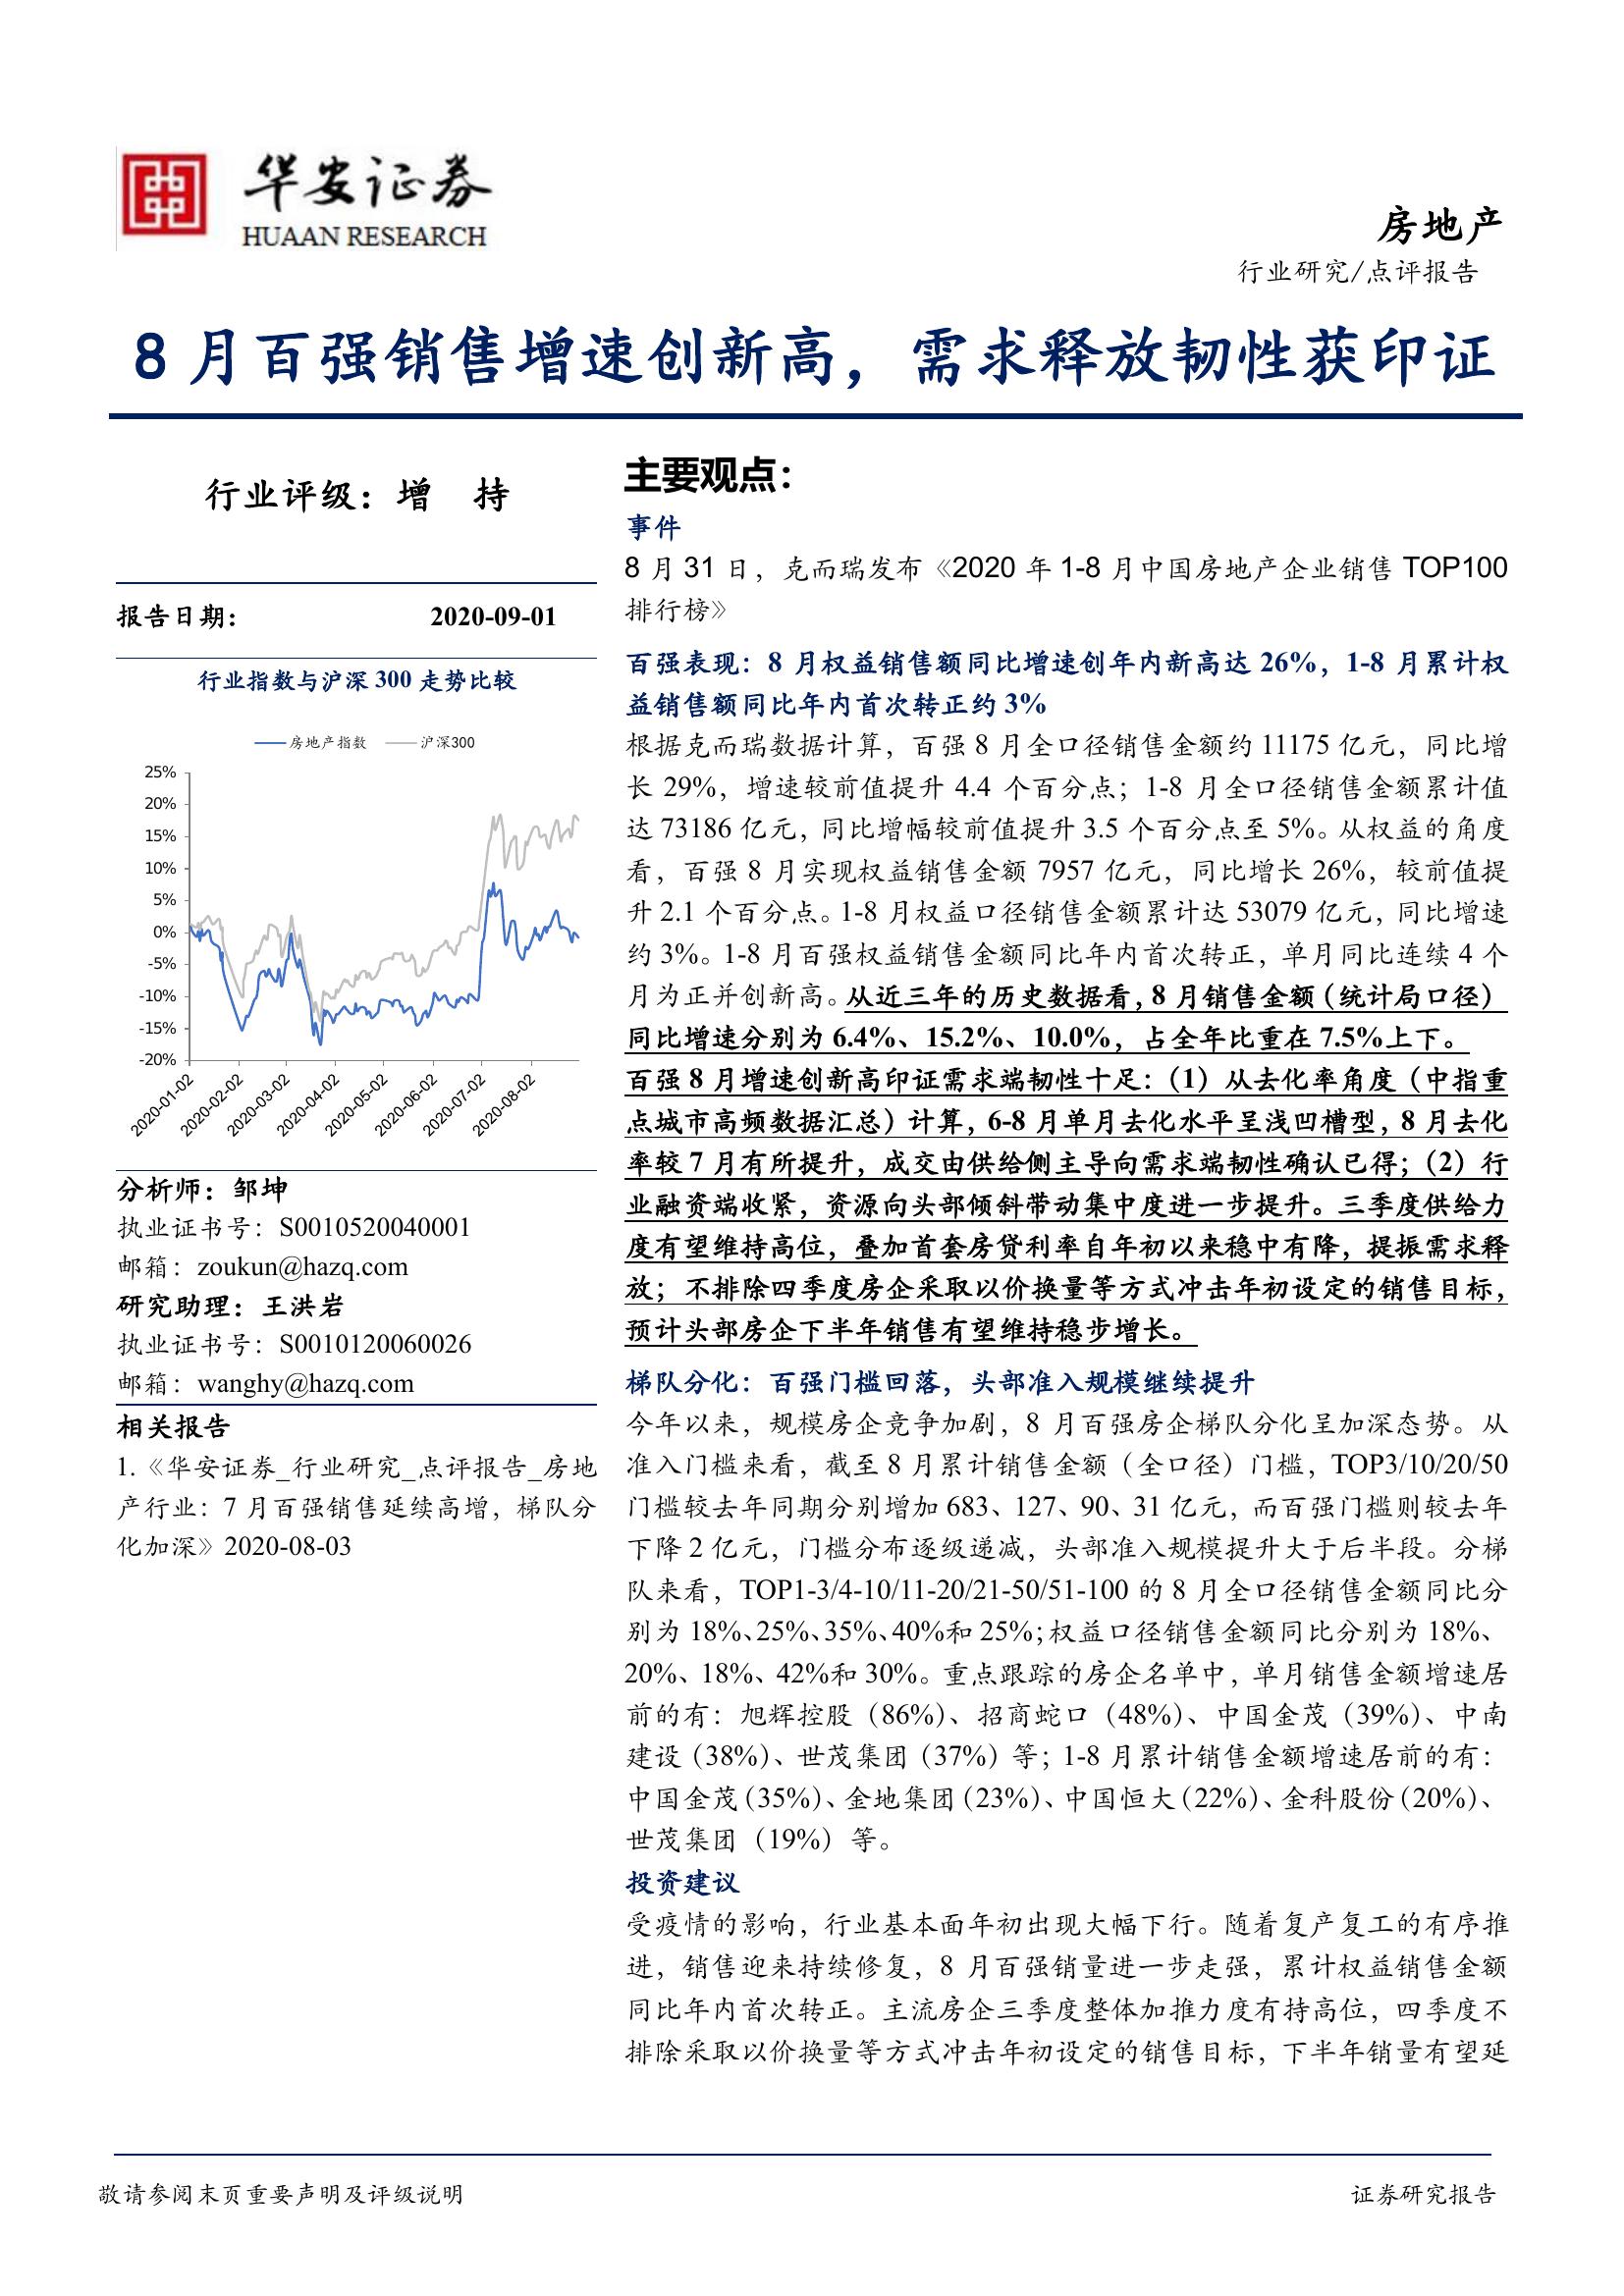 华安证券
HUAAN RESEARCH
房地产
行业研究/点评报告
8 月百强销售增速创新高，需求释放韧性获印证
行业评级：增 持
报告日期： 2020-09-01
行业指数与沪深 300 走势比较
房地产指数 沪深300
25%
20%
15%
10%
5%
0%
-5%
-10%
-15%
-20%
2020-01-02
2020-02-02
2020-03-02
2020-04-02
2020-05-02
2020-06-02
2020-07-02
2020-08-02
分析师：邹坤
执业证书号：S0010520040001
邮箱：zoukun@hazq.com
研究助理：王洪岩
执业证书号：S0010120060026
邮箱：wanghy@hazq.com
相关报告
1.《华安证券_行业研究_点评报告_房地
产行业：7 月百强销售延续高增，梯队分
化加深》2020-08-03
主要观点：
事件
8 月 31 日，克而瑞发布《2020 年 1-8 月中国房地产企业销售 TOP100
排行榜》
百强表现：8 月权益销售额同比增速创年内新高达 26%，1-8 月累计权
益销售额同比年内首次转正约 3%
根据克而瑞数据计算，百强 8 月全口径销售金额约 11175 亿元，同比增
长 29%，增速较前值提升 4.4 个百分点；1-8 月全口径销售金额累计值
达 73186 亿元，同比增幅较前值提升 3.5 个百分点至 5%。从权益的角度
看，百强 8 月实现权益销售金额 7957 亿元，同比增长 26%，较前值提
升 2.1 个百分点。1-8 月权益口径销售金额累计达 53079 亿元，同比增速
约 3%。1-8 月百强权益销售金额同比年内首次转正，单月同比连续 4 个
月为正并创新高。从近三年的历史数据看，8 月销售金额（统计局口径）
同比增速分别为 6.4%、15.2%、10.0%，占全年比重在 7.5%上下。
百强 8 月增速创新高印证需求端韧性十足：（1）从去化率角度（中指重
点城市高频数据汇总）计算，6-8 月单月去化水平呈浅凹槽型，8 月去化
率较 7 月有所提升，成交由供给侧主导向需求端韧性确认已得；（2）行
业融资端收紧，资源向头部倾斜带动集中度进一步提升。三季度供给力
度有望维持高位，叠加首套房贷利率自年初以来稳中有降，提振需求释
放；不排除四季度房企采取以价换量等方式冲击年初设定的销售目标，
预计头部房企下半年销售有望维持稳步增长。
梯队分化：百强门槛回落，头部准入规模继续提升
今年以来，规模房企竞争加剧，8 月百强房企梯队分化呈加深态势。从
准入门槛来看，截至 8 月累计销售金额（全口径）门槛，TOP3/10/20/50
门槛较去年同期分别增加 683、127、90、31 亿元，而百强门槛则较去年
下降 2 亿元，门槛分布逐级递减，头部准入规模提升大于后半段。分梯
队来看，TOP1-3/4-10/11-20/21-50/51-100 的 8 月全口径销售金额同比分
别为 18%、25%、35%、40%和 25%；权益口径销售金额同比分别为 18%、
20%、18%、42%和 30%。重点跟踪的房企名单中，单月销售金额增速居
前的有：旭辉控股（86%）、招商蛇口（48%）、中国金茂（39%）、中南
建设（38%）、世茂集团（37%）等；1-8 月累计销售金额增速居前的有：
中国金茂（35%）、金地集团（23%）、中国恒大（22%）、金科股份（20%）、
世茂集团（19%）等。
投资建议
受疫情的影响，行业基本面年初出现大幅下行。随着复产复工的有序推
进，销售迎来持续修复，8 月百强销量进一步走强，累计权益销售金额
同比年内首次转正。主流房企三季度整体加推力度有持高位，四季度不
排除采取以价换量等方式冲击年初设定的销售目标，下半年销量有望延
敬请参阅末页重要声明及评级说明
证券研究报告